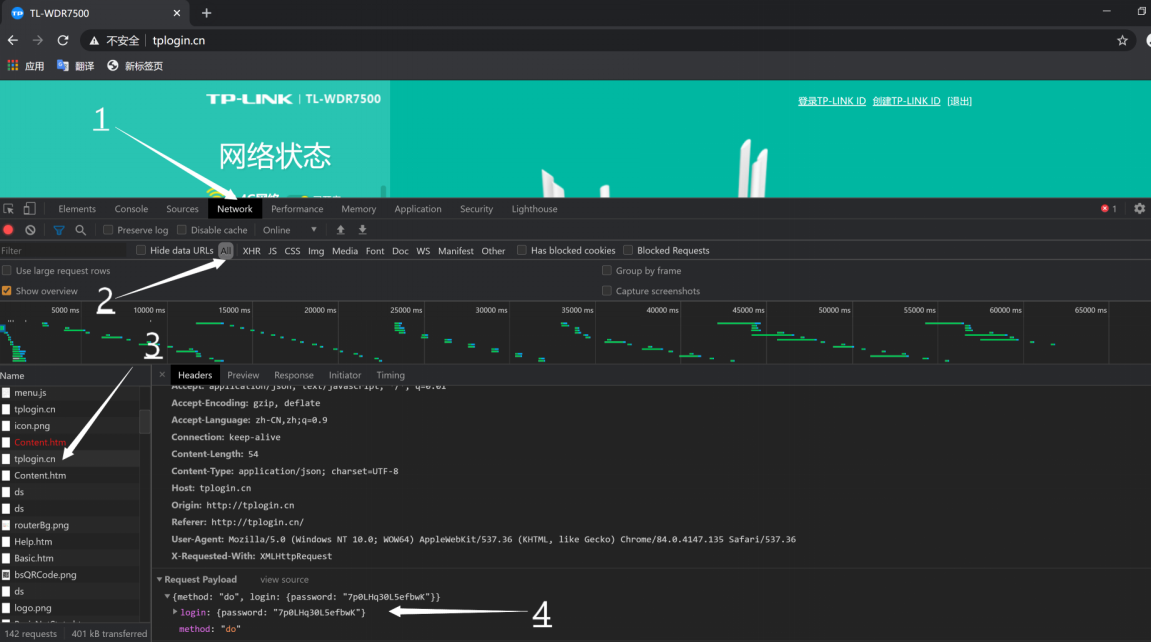 TP TL-WDR7500
不安全 tplogin.cn
应用 翻译 新标签页
TP-LINK | TL-WDR7500
登录TP-LINK ID 创建TP-LINK ID [退出]
1
网络状态
Elements Console Sources Network Performance Memory Application Security Lighthouse 1
Preserve log Disable cache Online
Filter Hide data URLs All XHR JS CSS Img Media Font Doc WS Manifest Other Has blocked cookies Blocked Requests
Use large request rows Group by frame
Show overview Capture screenshots
2
5000 ms 10000 ms 15000 ms 20000 ms 25000 ms 30000 ms 35000 ms 40000 ms 45000 ms 50000 ms 55000 ms 60000 ms 65000 ms
3
Name
menu.js
tplogin.cn
icon.png
Content.htm
tplogin.cn
Content.htm
ds
ds
routerBg.png
Help.htm
Basic.htm
bsQRCode.png
ds
logo.png
142 requests 401 kB transferred
Headers Preview Response Initiator Timing
Accept: application/json, text/javascript, */*; q=0.01
Accept-Encoding: gzip, deflate
Accept-Language: zh-CN,zh;q=0.9
Connection: keep-alive
Content-Length: 54
Content-Type: application/json; charset=UTF-8
Host: tplogin.cn
Origin: http://tplogin.cn
Referer: http://tplogin.cn/
User-Agent: Mozilla/5.0 (Windows NT 10.0; WOW64) AppleWebKit/537.36 (KHTML, like Gecko) Chrome/84.0.4147.135 Safari/537.36
X-Requested-With: XMLHttpRequest
Request Payload view source
{method: "do", login: {password: "7p0LHq30L5efbwK"}}
login: {password: "7p0LHq30L5efbwK"}
4
method: "do"